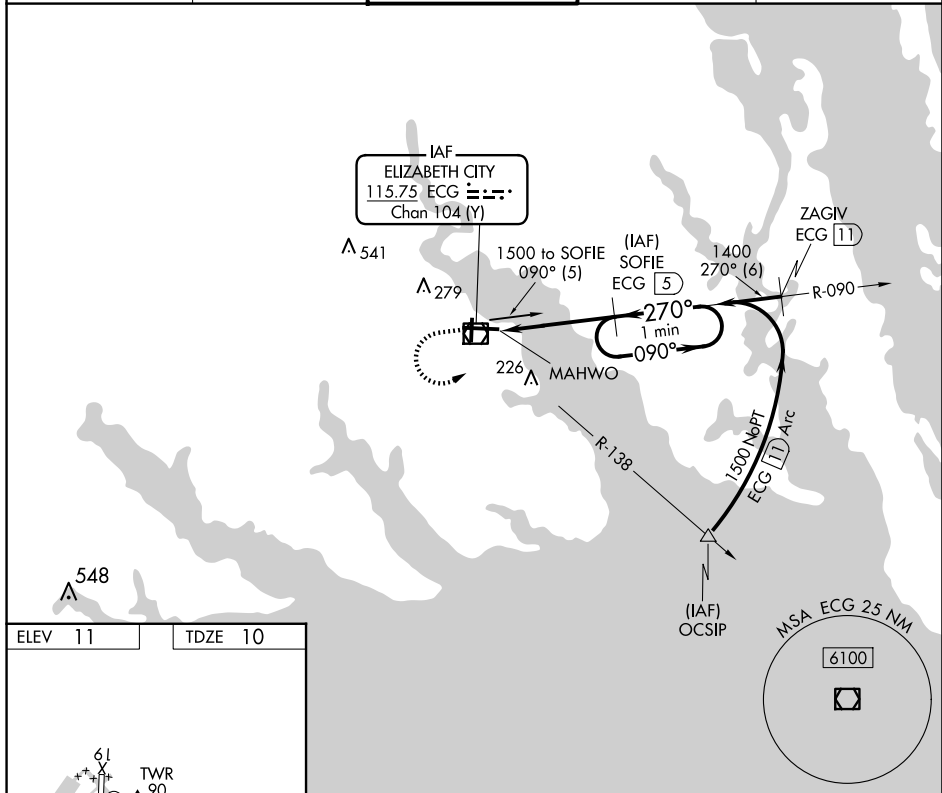 IAF
ELIZABETH CITY
115.75 ECG
Chan 104 (Y)
541
279
1500 to SOFIE
090° (5)
(IAF)
SOFIE
ECG 5
1400
270° (6)
ZAGIV
ECG 11
R-090
270°
1 min
090°
226
MAHWO
R-138
1500 NoPT
ECG 11 Arc
(IAF)
OCSIP
548
MSA ECG 25 NM
6100
ELEV 11
TDZE 10
19
TWR
90